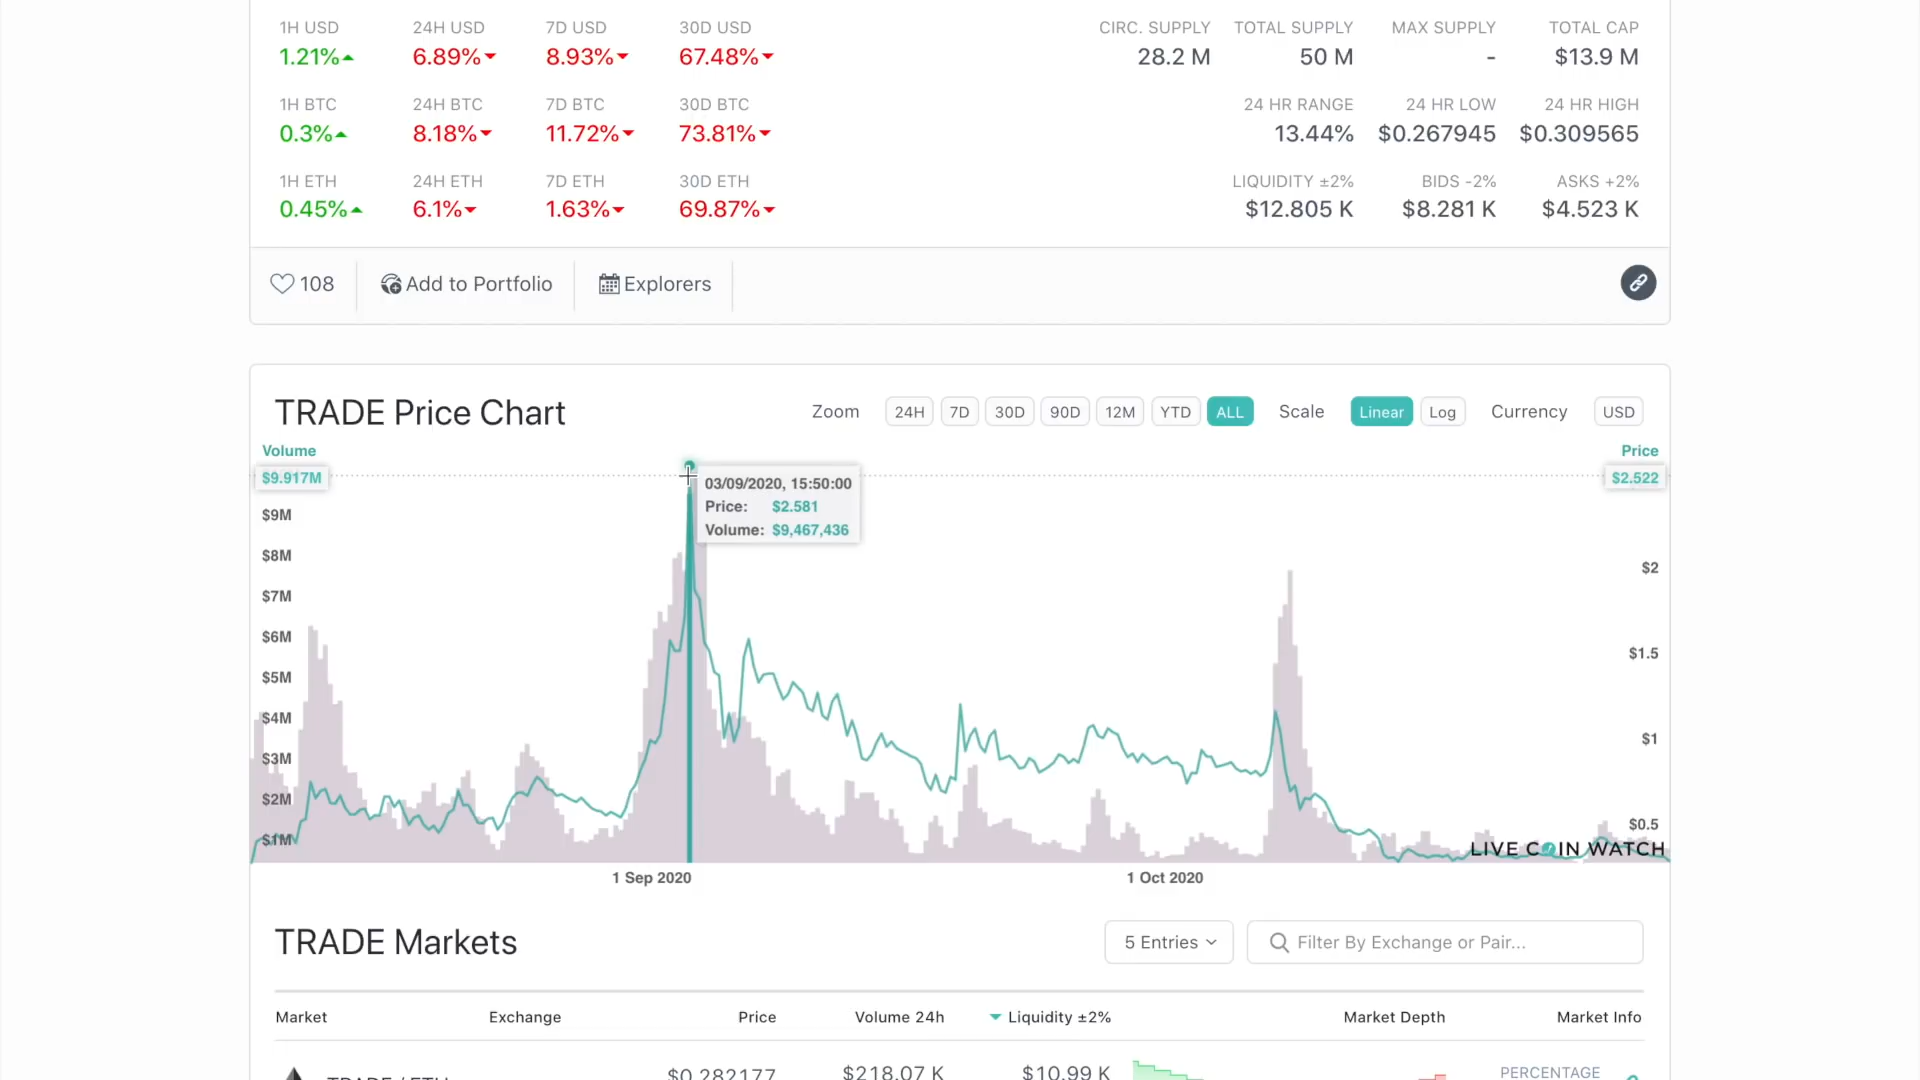 1H USD 24H USD 7D USD 30D USD CIRC. SUPPLY TOTAL SUPPLY MAX SUPPLY TOTAL CAP
1.21% 6.89% 8.93% 67.48% 28.2 M 50 M - $13.9 M
1H BTC 24H BTC 7D BTC 30D BTC 24 HR RANGE 24 HR LOW 24 HR HIGH
0.3% 8.18% 11.72% 73.81% 13.44% $0.267945 $0.309565
1H ETH 24H ETH 7D ETH 30D ETH LIQUIDITY ±2% BIDS -2% ASKS +2%
0.45% 6.1% 1.63% 69.87% $12.805 K $8.281 K $4.523 K
108 Add to Portfolio Explorers
TRADE Price Chart Zoom 24H 7D 30D 90D 12M YTD ALL Scale Linear Log Currency USD
Volume Price
$9.917M $2.522
03/09/2020, 15:50:00
Price: $2.581
Volume: $9,467,436
$9M
$8M
$2
$7M
$6M
$1.5
$5M
$4M
$1
$3M
$2M
$0.5
$1M
LIVE COIN WATCH
1 Sep 2020 1 Oct 2020
TRADE Markets 5 Entries Filter By Exchange or Pair...
Market Exchange Price Volume 24h Liquidity ±2% Market Depth Market Info
TRADE / ETH $0.282177 $218.07 K $10.99 K PERCENTAGE